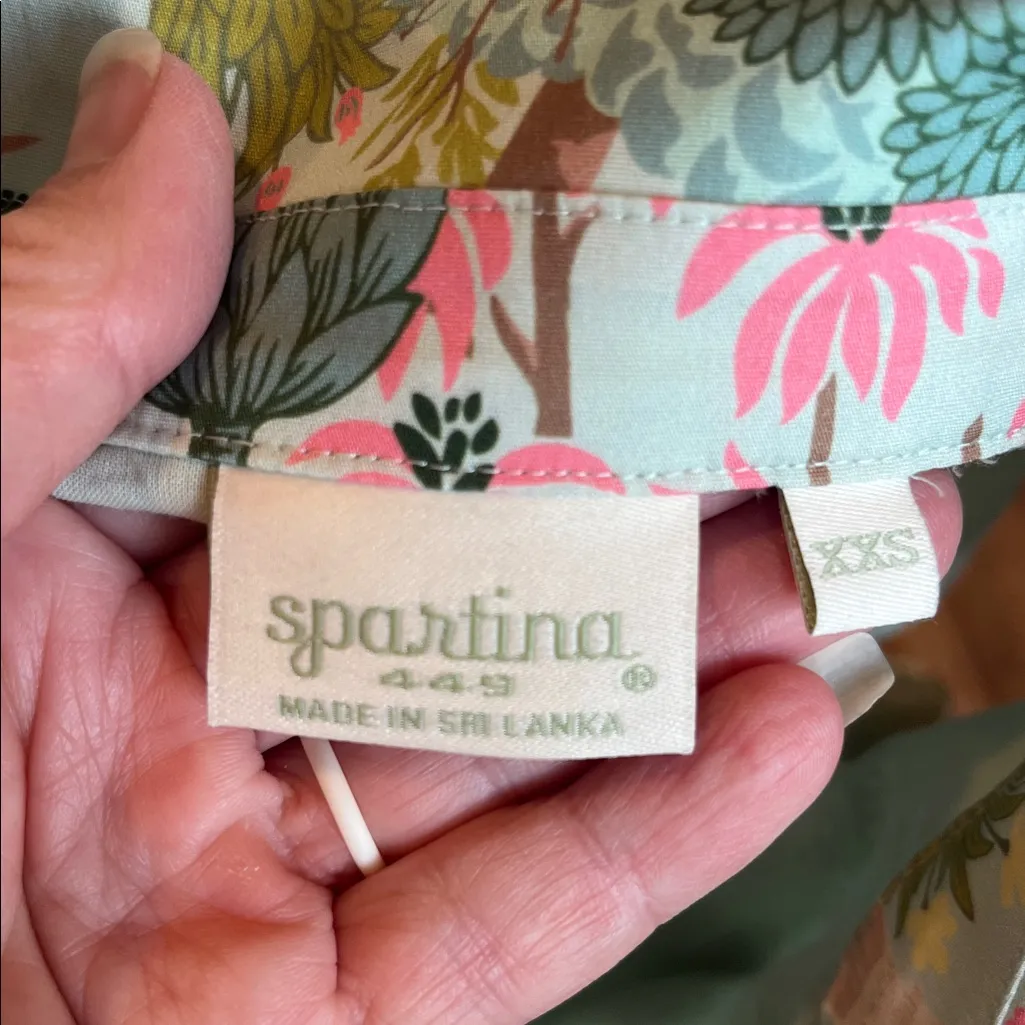 spartina
449 ®
MADE IN SRI LANKA
XXS